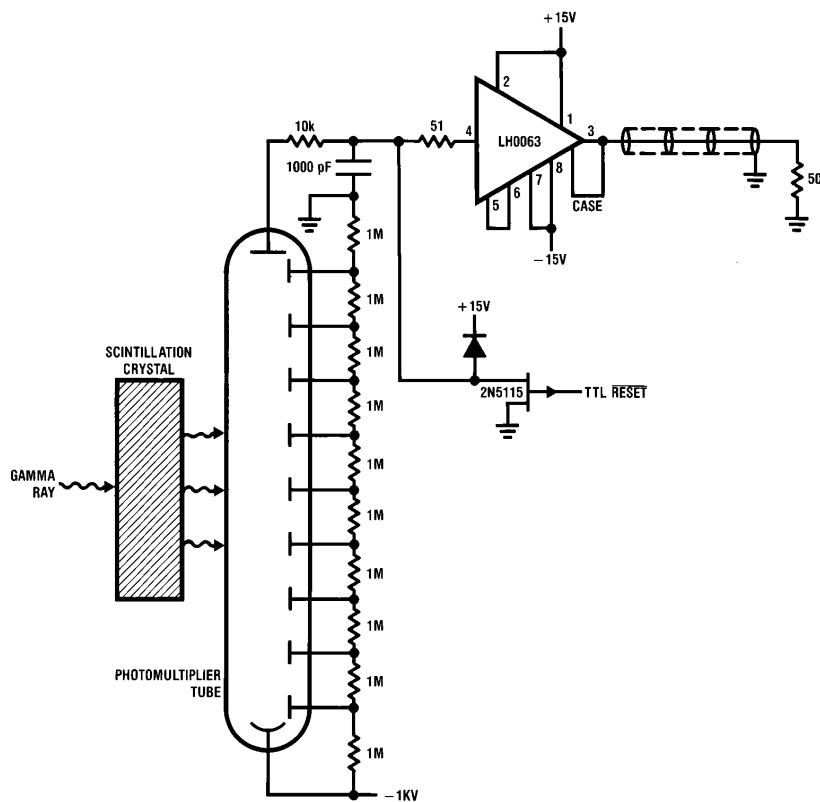 +15V
2
1
10k
51
4
LH0063
3
1000 pF
8
7
6
5
CASE
50
−15V
1M
1M
+15V
1M
SCINTILLATION
CRYSTAL
2N5115
TTL R̅E̅S̅E̅T̅
1M
1M
GAMMA
RAY
1M
1M
1M
PHOTOMULTIPLIER
TUBE
1M
1M
−1KV